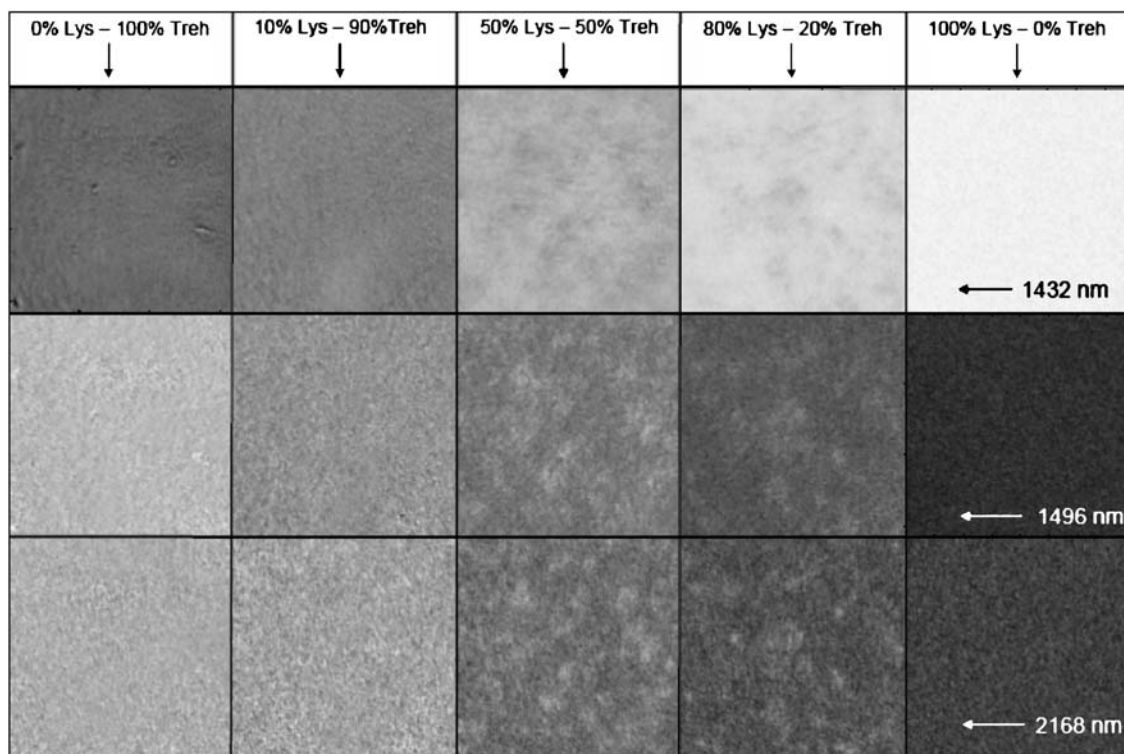 0% Lys – 100% Treh
10% Lys – 90%Treh
50% Lys – 50% Treh
80% Lys – 20% Treh
100% Lys – 0% Treh
1432 nm
1496 nm
2168 nm